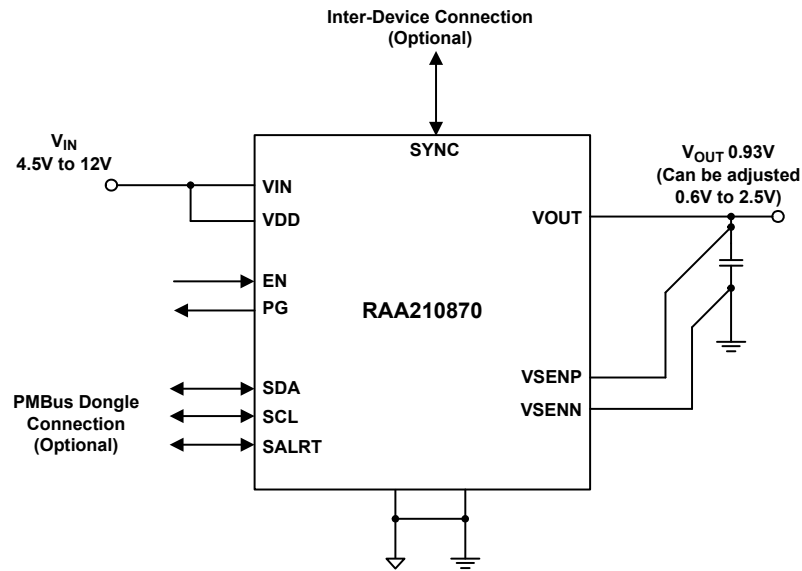 Inter-Device Connection
(Optional)
SYNC
VIN
4.5V to 12V
VIN
VDD
VOUT 0.93V
(Can be adjusted
0.6V to 2.5V)
VOUT
EN
PG
RAA210870
PMBus Dongle
Connection
(Optional)
SDA
SCL
SALRT
VSENP
VSENN